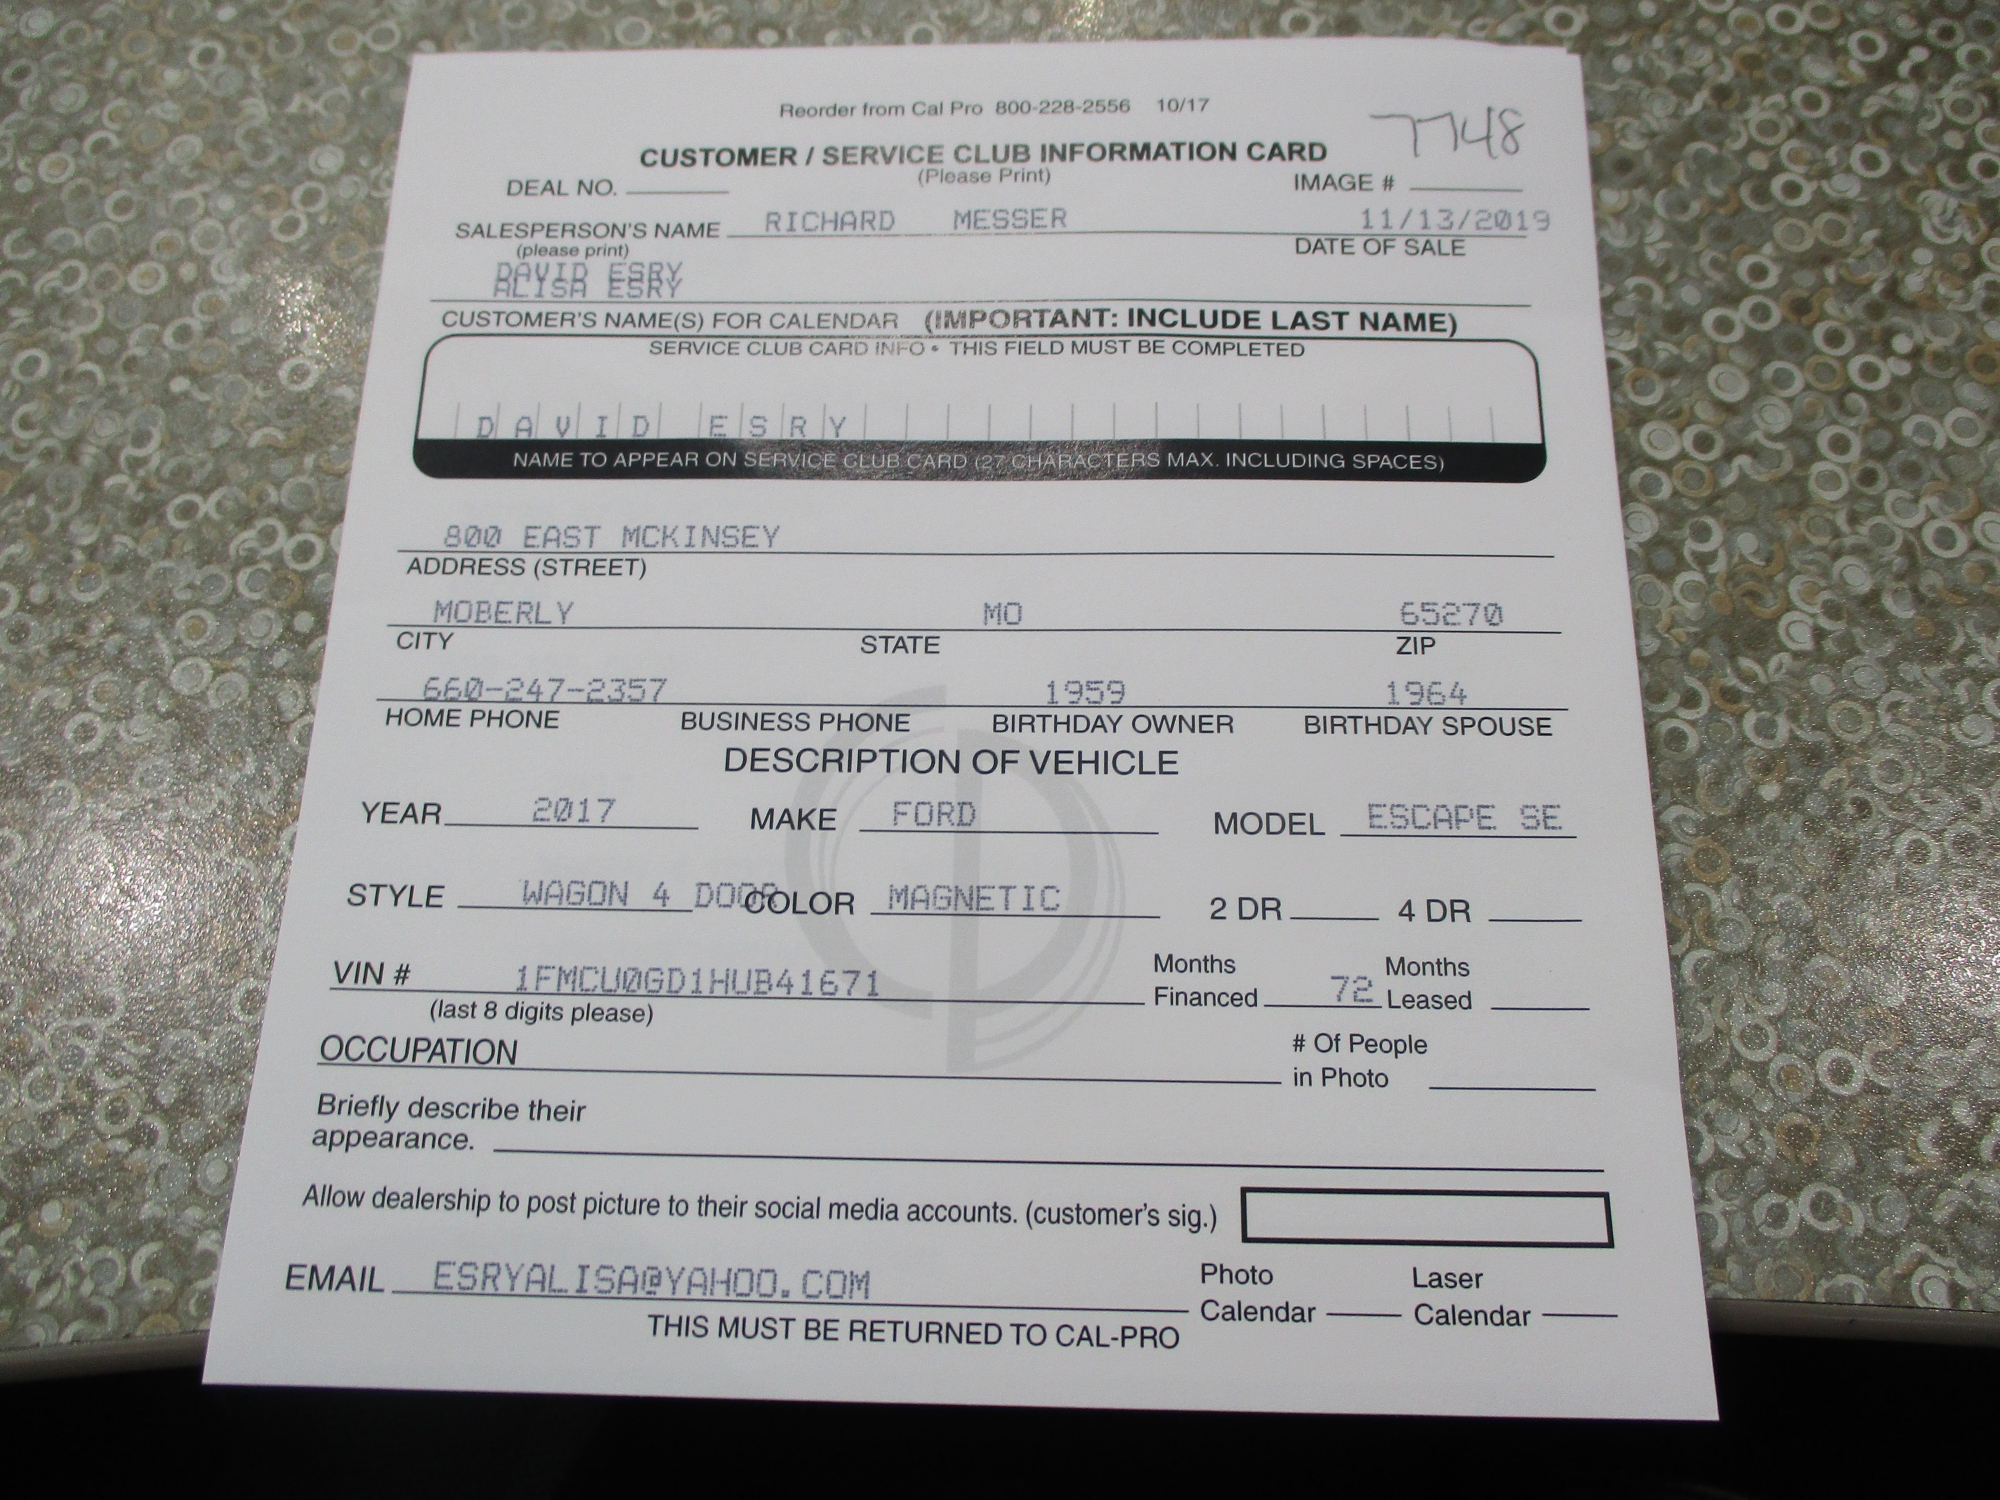 Reorder from Cal Pro 800-228-2556 10/17
7748
CUSTOMER / SERVICE CLUB INFORMATION CARD
(Please Print)
DEAL NO. IMAGE #
SALESPERSON'S NAME RICHARD MESSER 11/13/2019
(please print) DATE OF SALE
DAVID ESRY
ALISA ESRY
CUSTOMER'S NAME(S) FOR CALENDAR (IMPORTANT: INCLUDE LAST NAME)
SERVICE CLUB CARD INFO • THIS FIELD MUST BE COMPLETED
DAVID ESRY
NAME TO APPEAR ON SERVICE CLUB CARD (27 CHARACTERS MAX. INCLUDING SPACES)
800 EAST MCKINSEY
ADDRESS (STREET)
MOBERLY MO 65270
CITY STATE ZIP
660-247-2357 1959 1964
HOME PHONE BUSINESS PHONE BIRTHDAY OWNER BIRTHDAY SPOUSE
DESCRIPTION OF VEHICLE
YEAR 2017 MAKE FORD MODEL ESCAPE SE
STYLE WAGON 4 DOOR COLOR MAGNETIC 2 DR 4 DR
VIN # 1FMCU0GD1HUB41671 Months Financed 72 Months Leased
(last 8 digits please)
OCCUPATION # Of People in Photo
Briefly describe their
appearance.
Allow dealership to post picture to their social media accounts. (customer's sig.)
EMAIL ESRYALISA@YAHOO.COM Photo Calendar Laser Calendar
THIS MUST BE RETURNED TO CAL-PRO